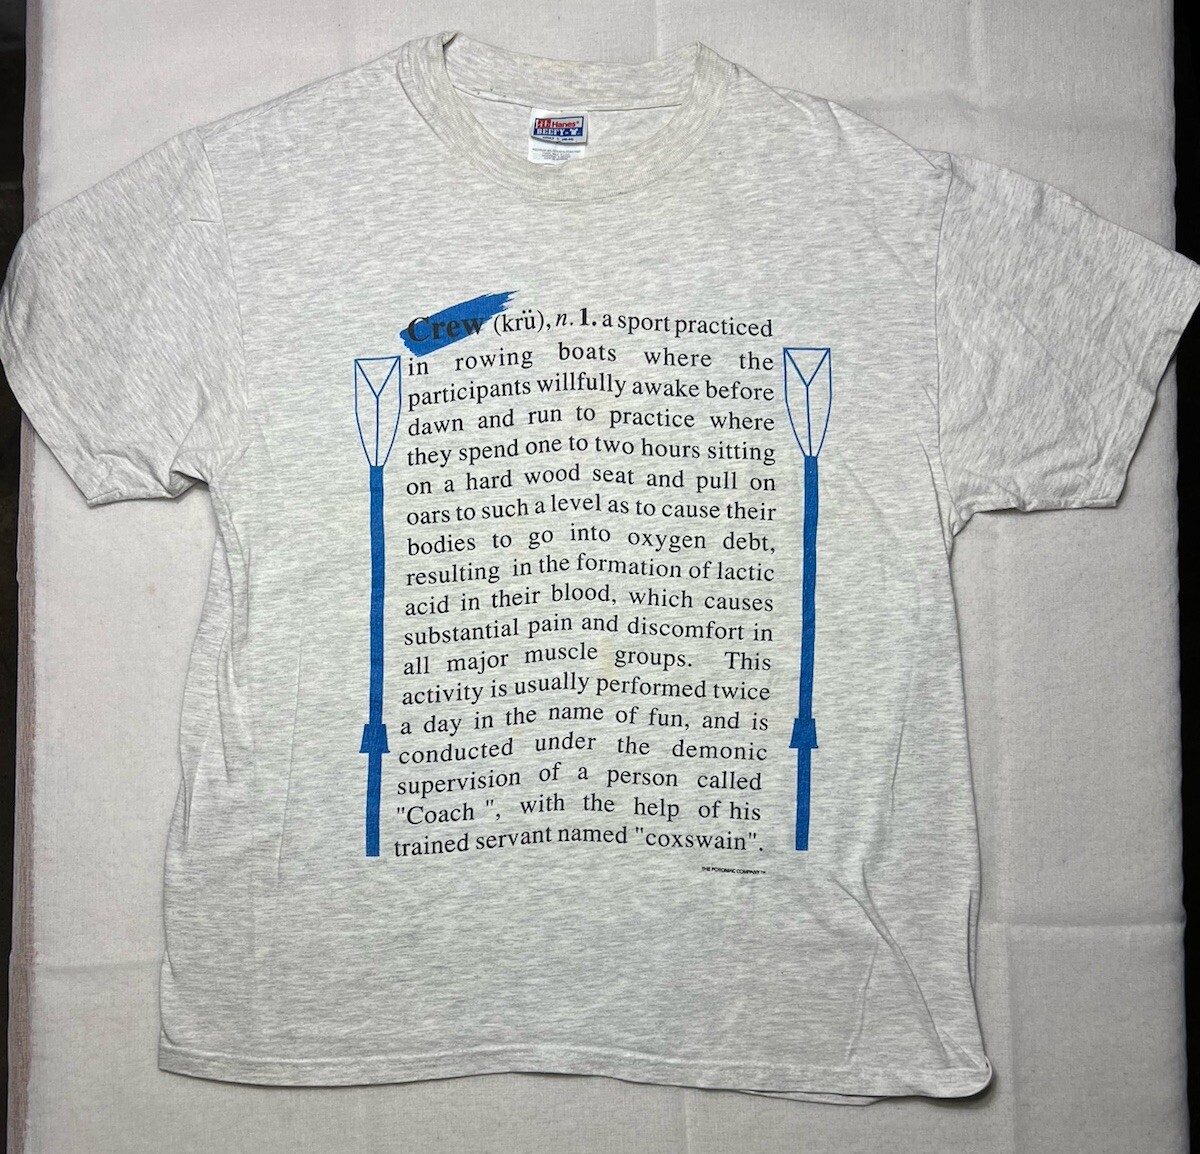 Hanes
BEEFY-T
Crew (krü), n. 1. a sport practiced
in rowing boats where the
participants willfully awake before
dawn and run to practice where
they spend one to two hours sitting
on a hard wood seat and pull on
oars to such a level as to cause their
bodies to go into oxygen debt,
resulting in the formation of lactic
acid in their blood, which causes
substantial pain and discomfort in
all major muscle groups. This
activity is usually performed twice
a day in the name of fun, and is
conducted under the demonic
supervision of a person called
"Coach ", with the help of his
trained servant named "coxswain".
THE POTOMAC COMPANY™